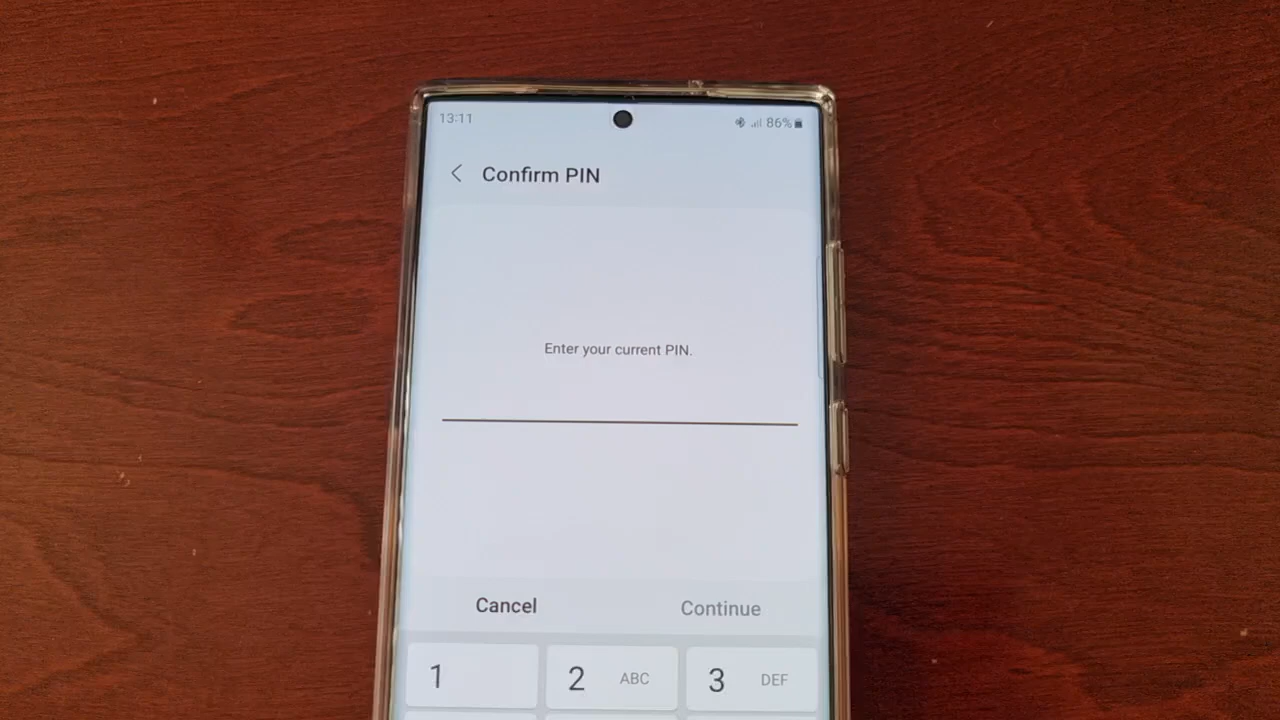 13:11
86%
Confirm PIN
Enter your current PIN.
Cancel
Continue
1
2 ABC
3 DEF